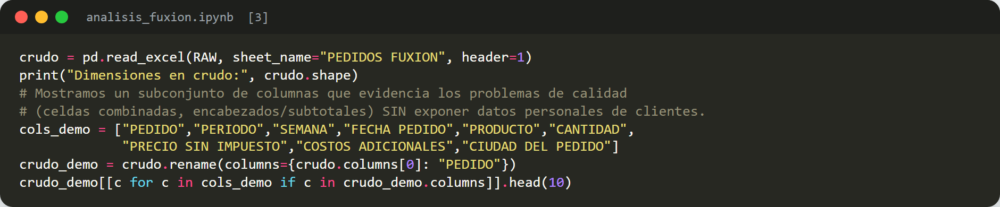 analisis_fuxion.ipynb [3]
crudo = pd.read_excel(RAW, sheet_name="PEDIDOS FUXION", header=1)
print("Dimensiones en crudo:", crudo.shape)
# Mostramos un subconjunto de columnas que evidencia los problemas de calidad
# (celdas combinadas, encabezados/subtotales) SIN exponer datos personales de clientes.
cols_demo = ["PEDIDO","PERIODO","SEMANA","FECHA PEDIDO","PRODUCTO","CANTIDAD",
             "PRECIO SIN IMPUESTO","COSTOS ADICIONALES","CIUDAD DEL PEDIDO"]
crudo_demo = crudo.rename(columns={crudo.columns[0]: "PEDIDO"})
crudo_demo[[c for c in cols_demo if c in crudo_demo.columns]].head(10)